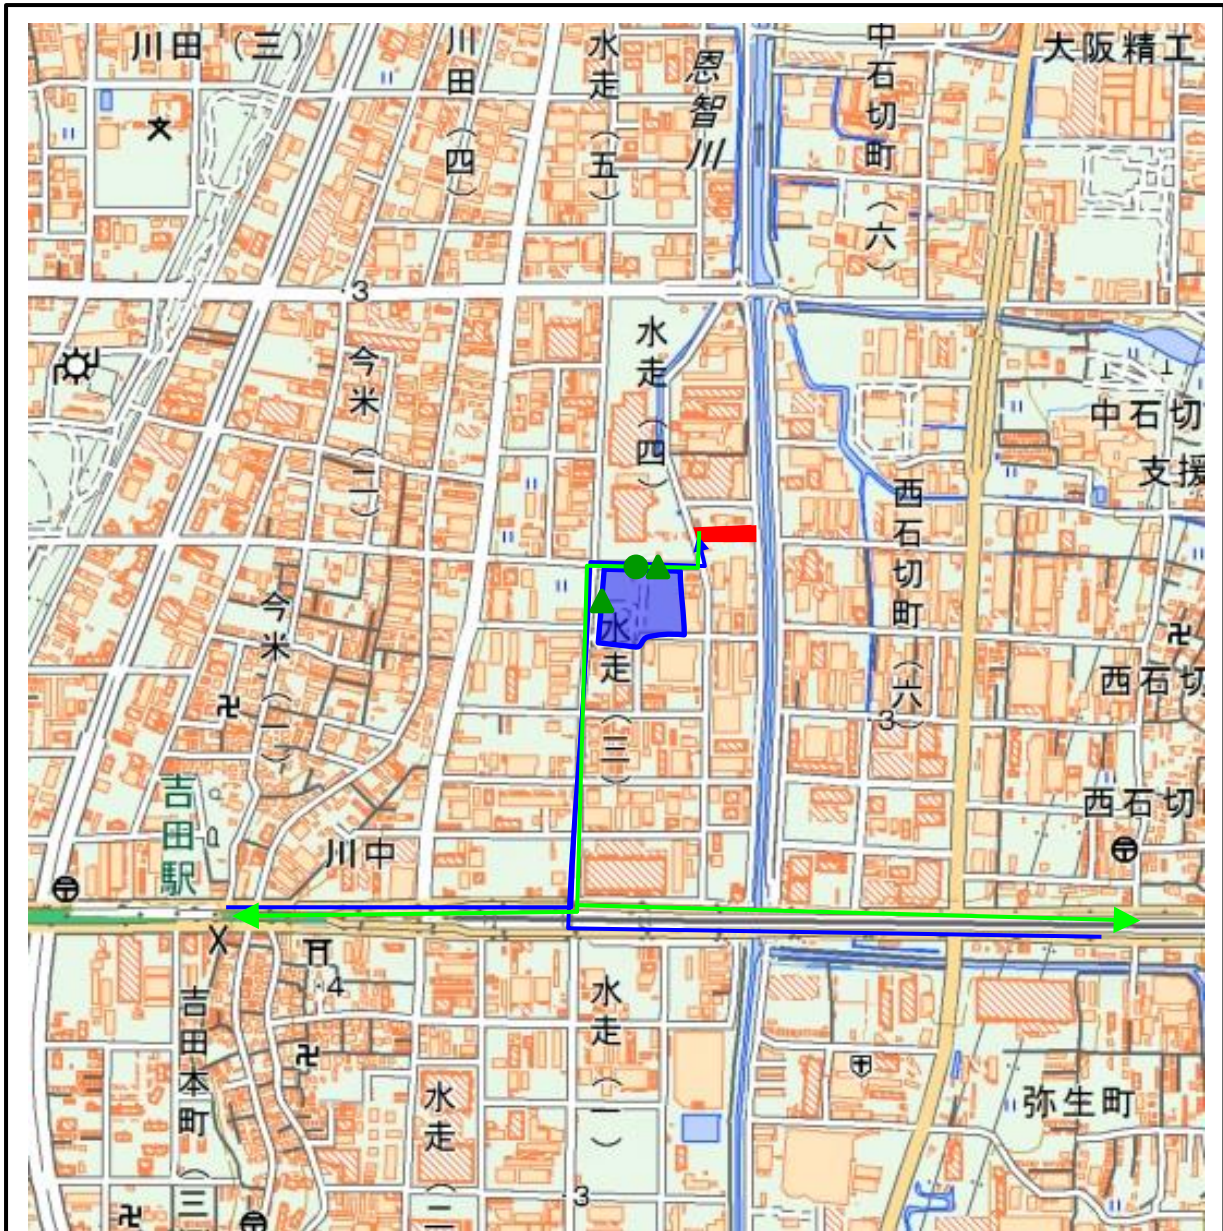 川田（三）
川田（四）
水走（五）
恩智川
中石切町（六）
大阪精工
3
今米（二）
水走（四）
中石切
支援
西石切町（六）
今米（一）
水走（三）
西石切
3
吉田駅
川中
西石切
4
吉田本町（三
水走（二
水走（一）
弥生町
3